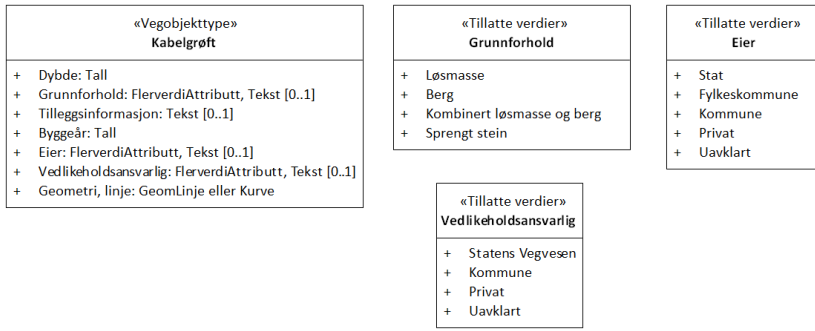 «Vegobjekttype»
Kabelgrøft
+ Dybde: Tall
+ Grunnforhold: FlerverdiAttributt, Tekst [0..1]
+ Tilleggsinformasjon: Tekst [0..1]
+ Byggeår: Tall
+ Eier: FlerverdiAttributt, Tekst [0..1]
+ Vedlikeholdsansvarlig: FlerverdiAttributt, Tekst [0..1]
+ Geometri, linje: GeomLinje eller Kurve
«Tillatte verdier»
Grunnforhold
+ Løsmasse
+ Berg
+ Kombinert løsmasse og berg
+ Sprengt stein
«Tillatte verdier»
Eier
+ Stat
+ Fylkeskommune
+ Kommune
+ Privat
+ Uavklart
«Tillatte verdier»
Vedlikeholdsansvarlig
+ Statens Vegvesen
+ Kommune
+ Privat
+ Uavklart